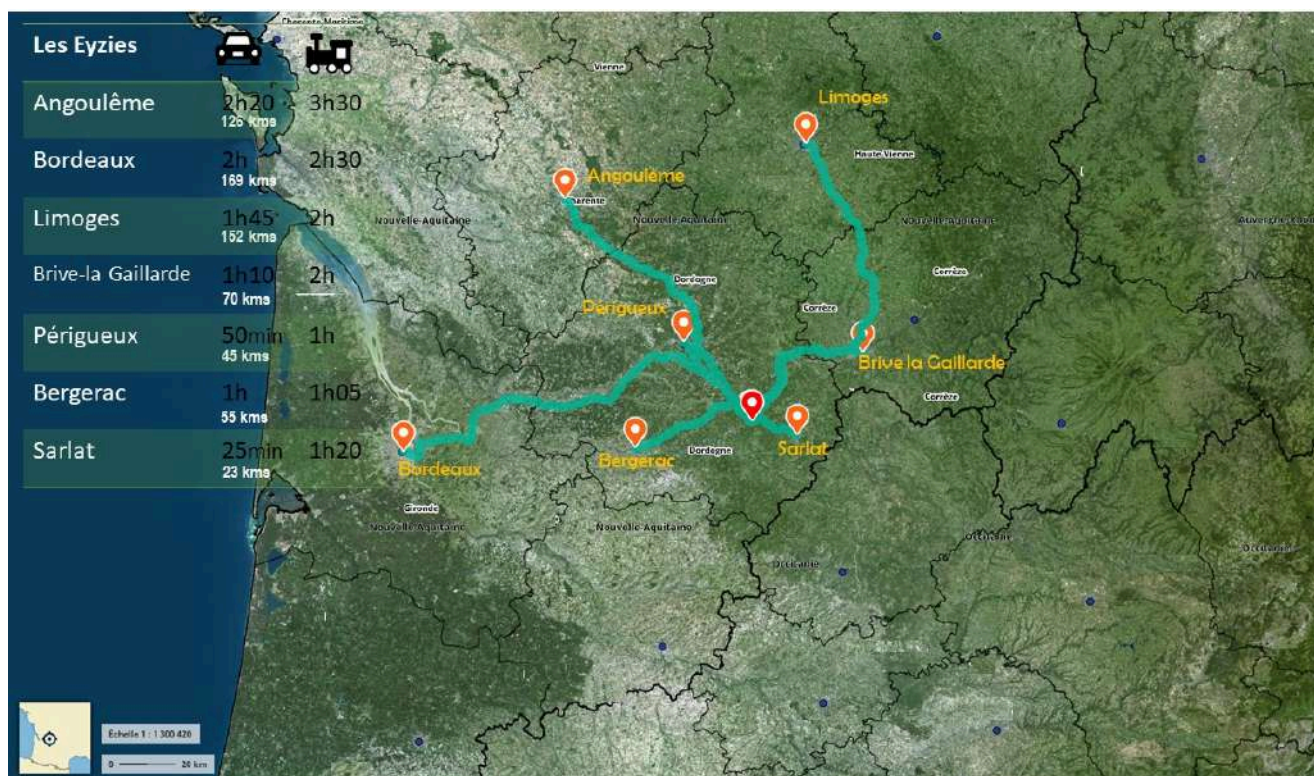 Les Eyzies
Angoulême 2h20 3h30
126 kms
Bordeaux 2h 2h30
169 kms
Limoges 1h45 2h
152 kms
Brive-la Gaillarde 1h10 2h
70 kms
Périgueux 50min 1h
45 kms
Bergerac 1h 1h05
55 kms
Sarlat 25min 1h20
23 kms
Charente Maritime
Vienne
Limoges
Haute Vienne
Angoulême
Charente
Nouvelle-Aquitaine
Nouvelle-Aquitaine
Nouvelle-Aquitaine
Dordogne
Corrèze
Corrèze
Périgueux
Brive la Gaillarde
Corrèze
Bordeaux
Bergerac
Dordogne
Sarlat
Gironde
Nouvelle-Aquitaine
Nouvelle-Aquitaine
Occitanie
Occitanie
Occitanie
Échelle 1 : 1 300 420
0 20 km